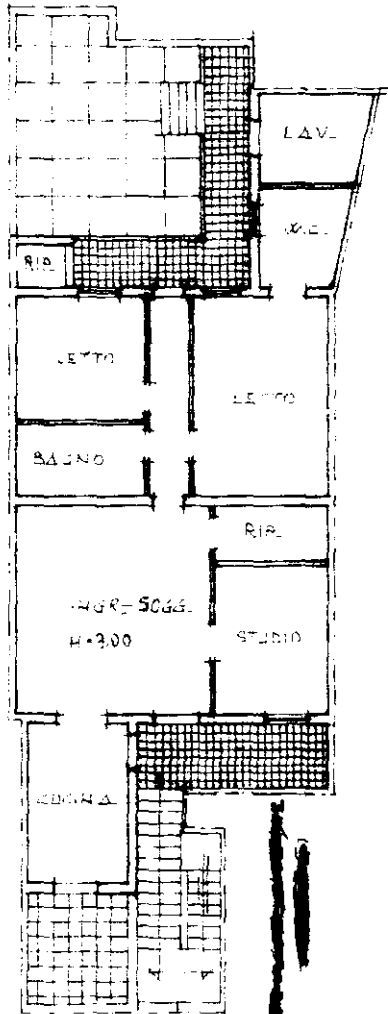 LAV.
W.C.
RIP.
LETTO
LETTO
BAGNO
RIP.
INGR-SOGG.
H=3.00
STUDIO
CUCINA